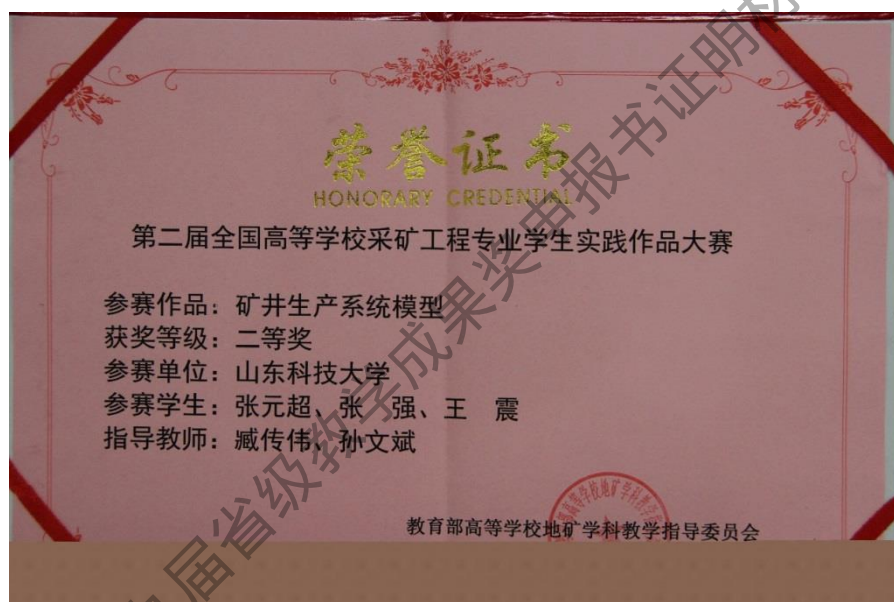 荣誉证书
HONORARY CREDENTIAL
第二届全国高等学校采矿工程专业学生实践作品大赛
参赛作品：矿井生产系统模型
获奖等级：二等奖
参赛单位：山东科技大学
参赛学生：张元超、张　强、王　震
指导教师：臧传伟、孙文斌
教育部高等学校地矿学科教学指导委员会
届省级教学成果奖申报书证明材